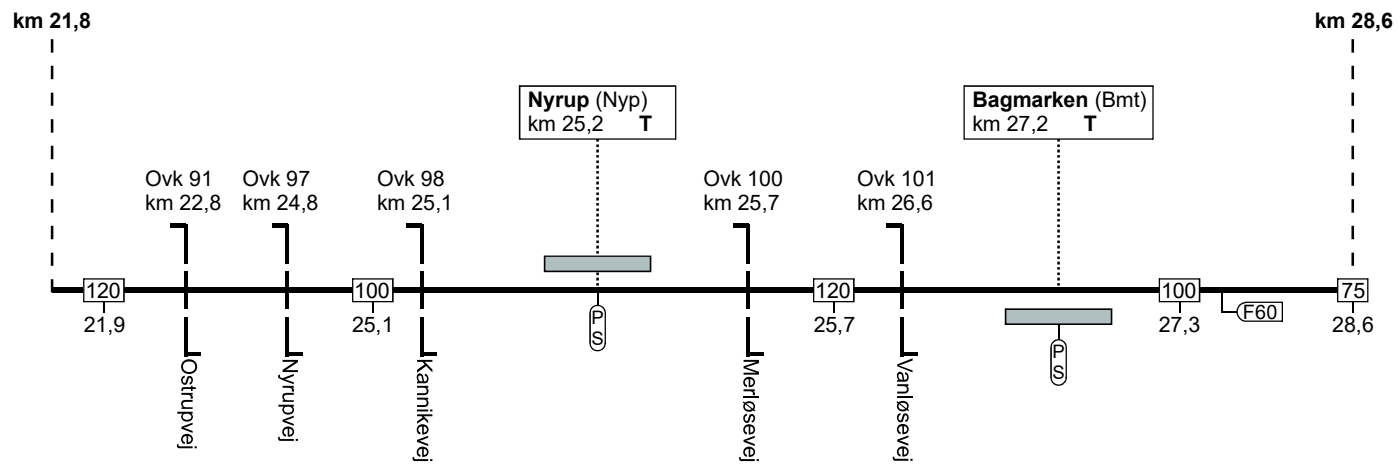 km 21,8
km 28,6
Nyrup (Nyp)
km 25,2 T
Bagmarken (Bmt)
km 27,2 T
Ovk 91
km 22,8
Ovk 97
km 24,8
Ovk 98
km 25,1
Ovk 100
km 25,7
Ovk 101
km 26,6
120
21,9
100
25,1
120
25,7
100
27,3
75
28,6
F60
PS
PS
Ostrupvej
Nyrupvej
Kannikevej
Merløsevej
Vanløsevej